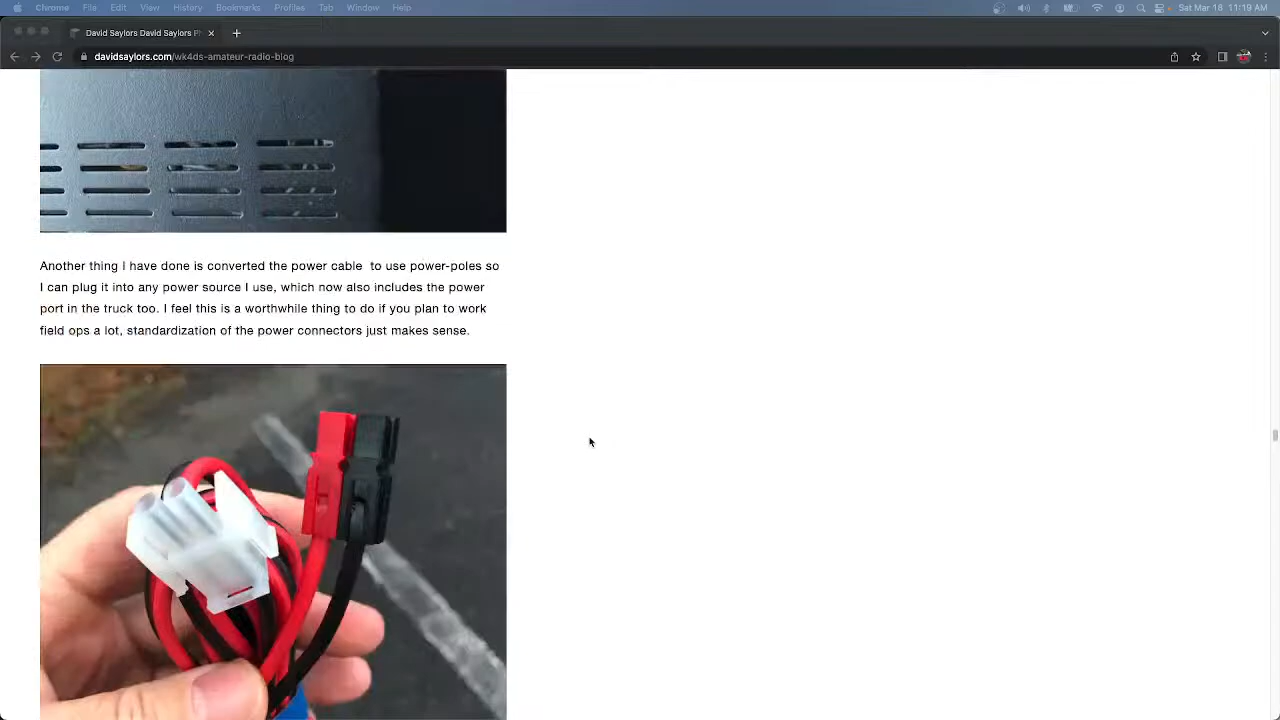 Chrome File Edit View History Bookmarks Profiles Tab Window Help Sat Mar 18 11:19 AM
David Saylors David Saylors P
davidsaylors.com/wk4ds-amateur-radio-blog
Another thing I have done is converted the power cable  to use power-poles so
I can plug it into any power source I use, which now also includes the power
port in the truck too. I feel this is a worthwhile thing to do if you plan to work
field ops a lot, standardization of the power connectors just makes sense.